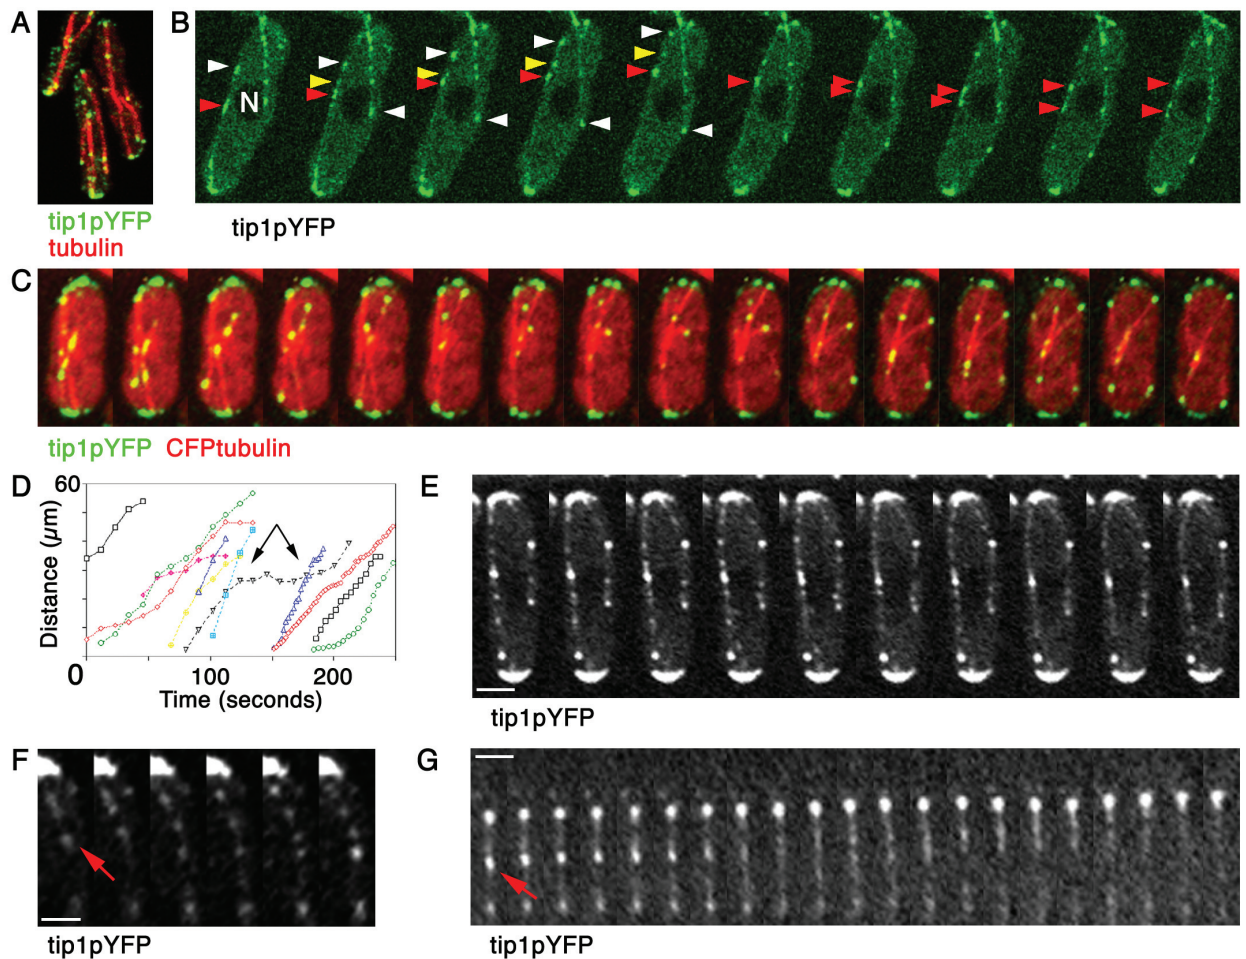 A
B
N
tip1pYFP
tubulin
tip1pYFP
C
tip1pYFP CFPtubulin
D
60
Distance (µm)
0
100
200
Time (seconds)
E
tip1pYFP
F
tip1pYFP
G
tip1pYFP